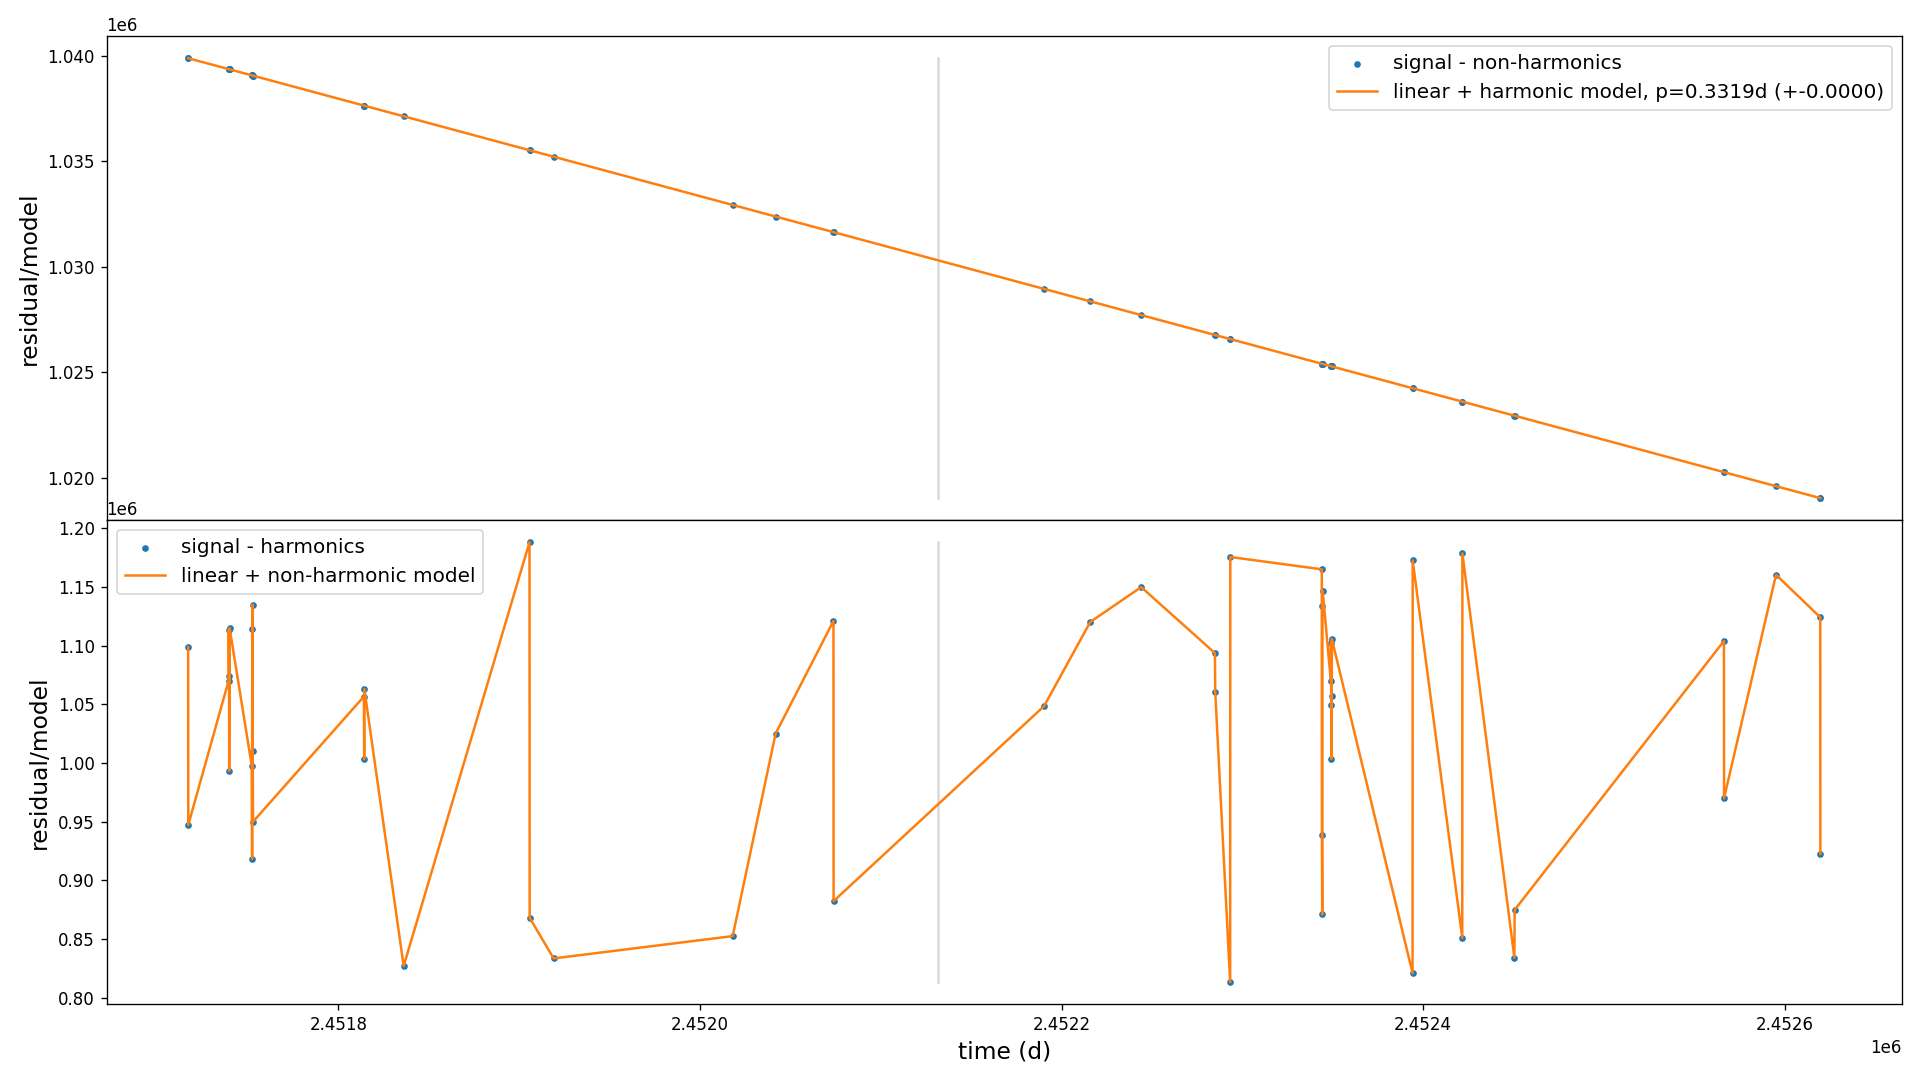 1e6
1.040
1.035
1.030
1.025
1.020
residual/model
signal - non-harmonics
linear + harmonic model, p=0.3319d (+-0.0000)
1e6
1.20
1.15
1.10
1.05
1.00
0.95
0.90
0.85
0.80
residual/model
signal - harmonics
linear + non-harmonic model
2.4518
2.4520
2.4522
2.4524
2.4526
1e6
time (d)